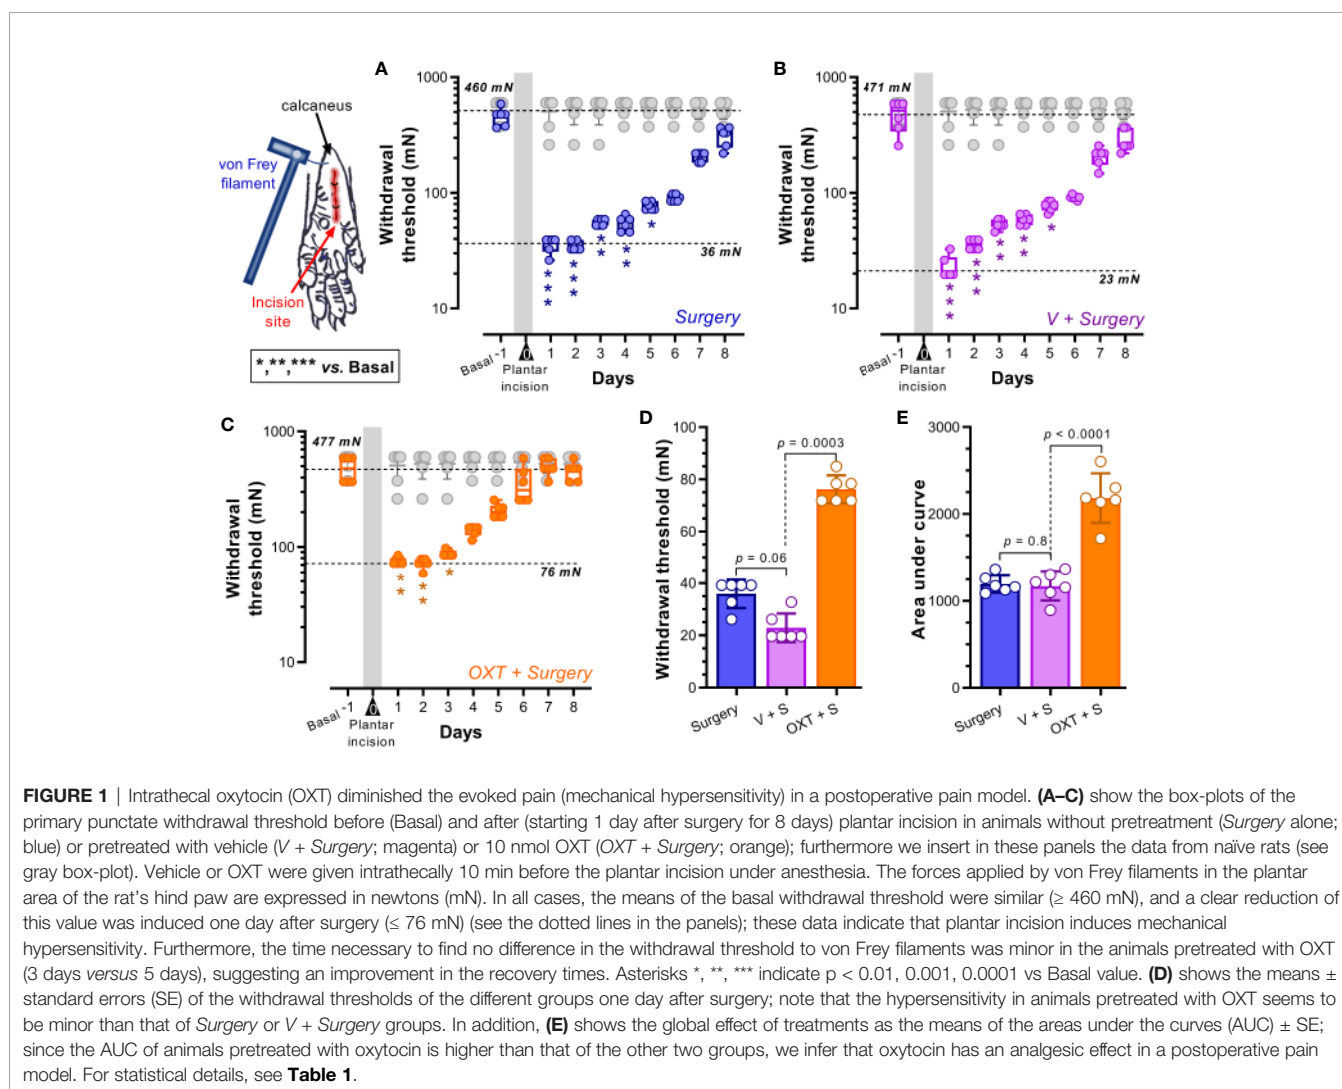 calcaneus
von Frey
filament
Incision
site
*,**,*** vs. Basal
A
Withdrawal
threshold (mN)
1000
100
10
460 mN
36 mN
*
*
*
*
*
*
*
*
*
*
*
Surgery
Basal -1
0
1
2
3
4
5
6
7
8
Plantar
incision
Days
B
Withdrawal
threshold (mN)
1000
100
10
471 mN
23 mN
*
*
*
*
*
*
*
*
*
*
*
V + Surgery
Basal -1
0
1
2
3
4
5
6
7
8
Plantar
incision
Days
C
Withdrawal
threshold (mN)
1000
100
10
477 mN
76 mN
*
*
*
*
*
OXT + Surgery
Basal -1
0
1
2
3
4
5
6
7
8
Plantar
incision
Days
D
Withdrawal threshold (mN)
100
80
60
40
20
0
p = 0.0003
p = 0.06
Surgery
V + S
OXT + S
E
Area under curve
3000
2000
1000
0
p < 0.0001
p = 0.8
Surgery
V + S
OXT + S
FIGURE 1 | Intrathecal oxytocin (OXT) diminished the evoked pain (mechanical hypersensitivity) in a postoperative pain model. (A–C) show the box-plots of the
primary punctate withdrawal threshold before (Basal) and after (starting 1 day after surgery for 8 days) plantar incision in animals without pretreatment (Surgery alone;
blue) or pretreated with vehicle (V + Surgery; magenta) or 10 nmol OXT (OXT + Surgery; orange); furthermore we insert in these panels the data from naïve rats (see
gray box-plot). Vehicle or OXT were given intrathecally 10 min before the plantar incision under anesthesia. The forces applied by von Frey filaments in the plantar
area of the rat's hind paw are expressed in newtons (mN). In all cases, the means of the basal withdrawal threshold were similar (≥ 460 mN), and a clear reduction of
this value was induced one day after surgery (≤ 76 mN) (see the dotted lines in the panels); these data indicate that plantar incision induces mechanical
hypersensitivity. Furthermore, the time necessary to find no difference in the withdrawal threshold to von Frey filaments was minor in the animals pretreated with OXT
(3 days versus 5 days), suggesting an improvement in the recovery times. Asterisks *, **, *** indicate p < 0.01, 0.001, 0.0001 vs Basal value. (D) shows the means ±
standard errors (SE) of the withdrawal thresholds of the different groups one day after surgery; note that the hypersensitivity in animals pretreated with OXT seems to
be minor than that of Surgery or V + Surgery groups. In addition, (E) shows the global effect of treatments as the means of the areas under the curves (AUC) ± SE;
since the AUC of animals pretreated with oxytocin is higher than that of the other two groups, we infer that oxytocin has an analgesic effect in a postoperative pain
model. For statistical details, see Table 1.